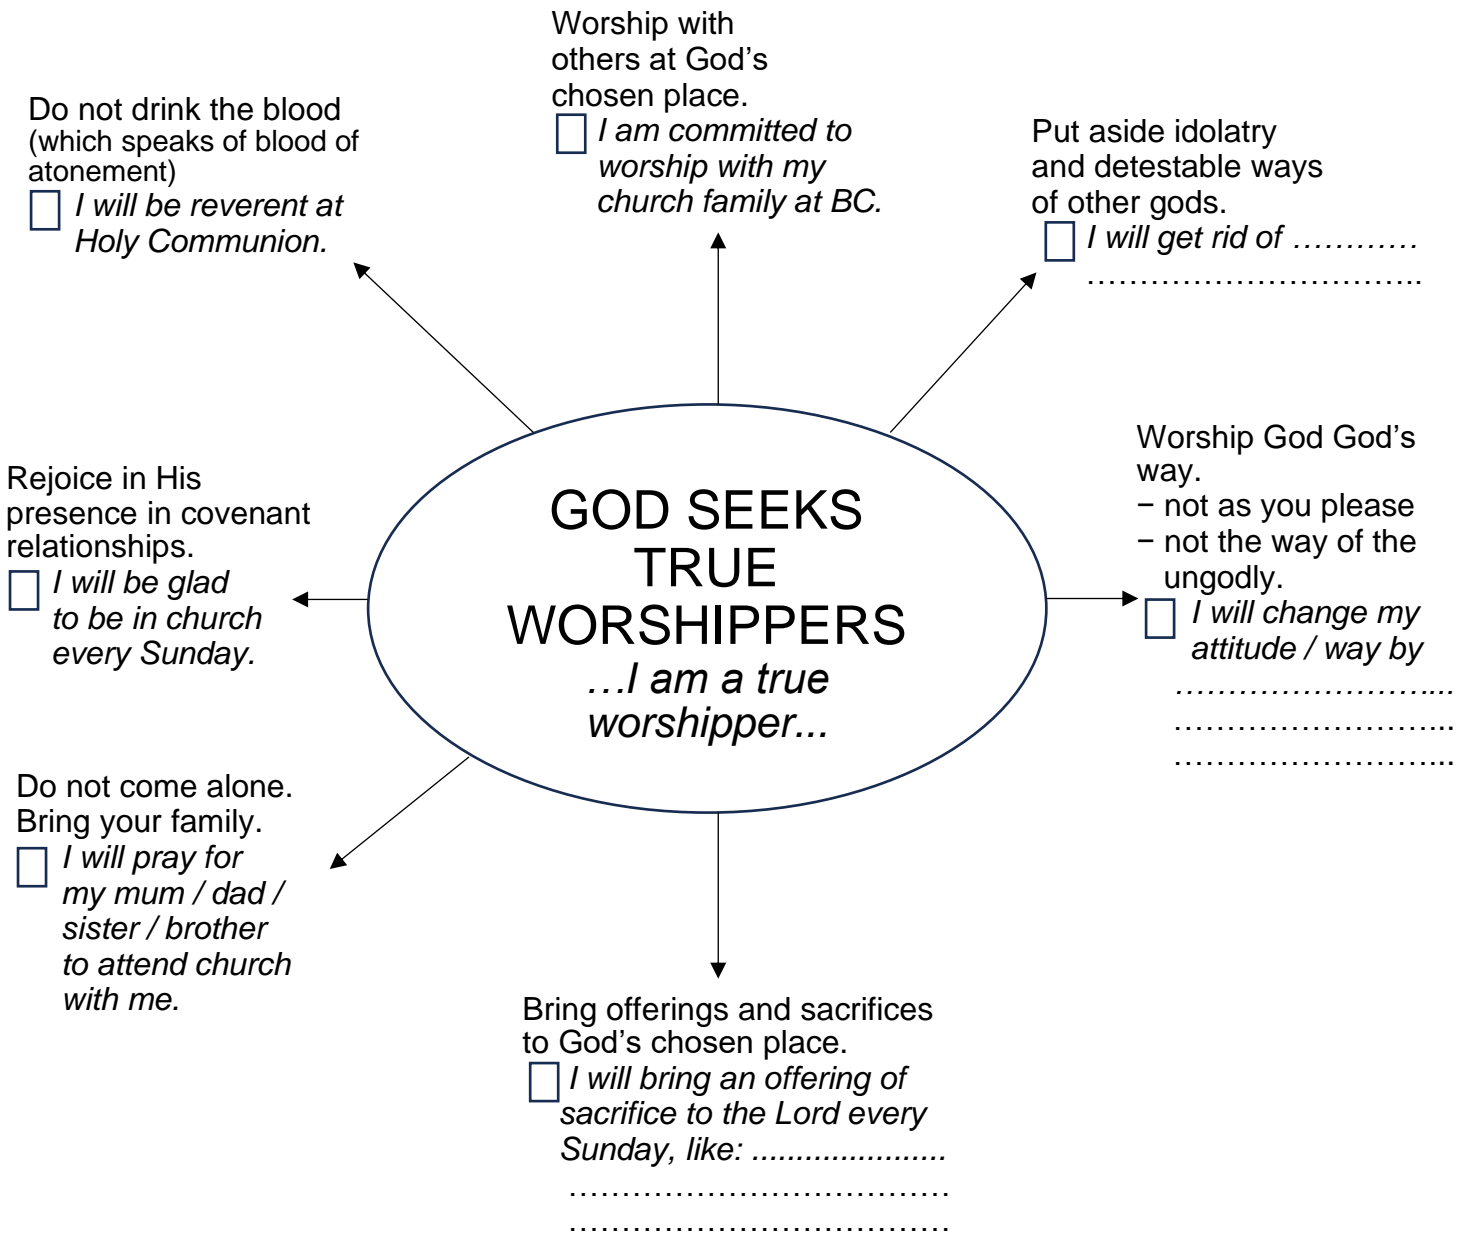 Worship with
others at God's
chosen place.
I am committed to
worship with my
church family at BC.
Put aside idolatry
and detestable ways
of other gods.
I will get rid of …………
…………………………..
Worship God God's
way.
− not as you please
− not the way of the
ungodly.
I will change my
attitude / way by
……………………...
……………………...
……………………...
Bring offerings and sacrifices
to God's chosen place.
I will bring an offering of
sacrifice to the Lord every
Sunday, like: ......................
………………………………
………………………………
Do not come alone.
Bring your family.
I will pray for
my mum / dad /
sister / brother
to attend church
with me.
Rejoice in His
presence in covenant
relationships.
I will be glad
to be in church
every Sunday.
Do not drink the blood
(which speaks of blood of
atonement)
I will be reverent at
Holy Communion.
GOD SEEKS
TRUE
WORSHIPPERS
…I am a true
worshipper...